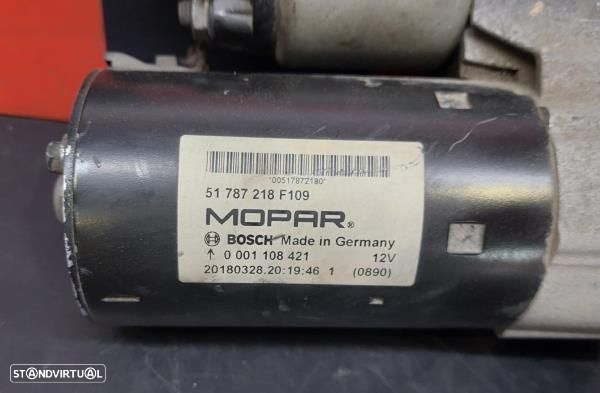 *00517872180*
51 787 218 F109
MOPAR®
BOSCH Made in Germany
↑ 0 001 108 421 12V
20180328.20:19:46 1 (0890)
STANDVIRTUAL